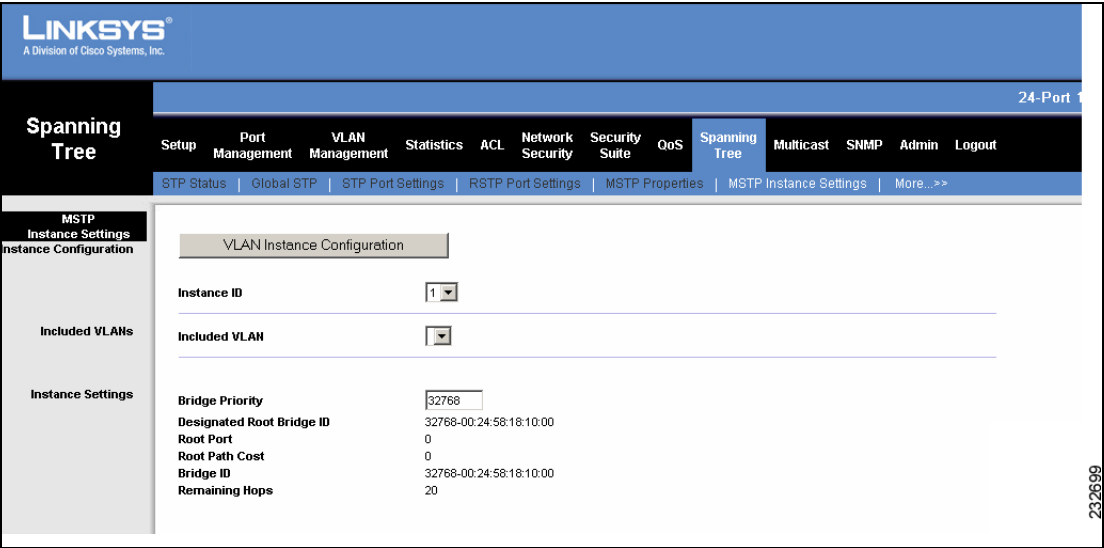 LINKSYS®
A Division of Cisco Systems, Inc.
24-Port 1
Spanning Tree
Setup Port Management VLAN Management Statistics ACL Network Security Security Suite QoS Spanning Tree Multicast SNMP Admin Logout
STP Status | Global STP | STP Port Settings | RSTP Port Settings | MSTP Properties | MSTP Instance Settings | More...>>
MSTP
Instance Settings
nstance Configuration
VLAN Instance Configuration
Instance ID 1
Included VLANs
Included VLAN
Instance Settings
Bridge Priority 32768
Designated Root Bridge ID 32768-00:24:58:18:10:00
Root Port 0
Root Path Cost 0
Bridge ID 32768-00:24:58:18:10:00
Remaining Hops 20
232699